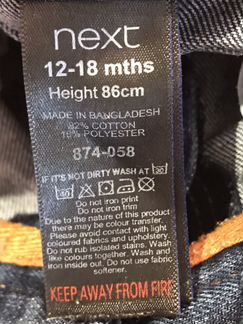 next
12-18 mths
Height 86cm
MADE IN BANGLADESH
82% COTTON
18% POLYESTER
874-058
IF IT'S NOT DIRTY WASH AT 30
Do not iron print
Do not iron trim
Due to the nature of this product
there may be colour transfer.
Please avoid contact with light
coloured fabrics and upholstery.
Do not rub isolated stains. Wash
like colours together. Wash and
iron inside out. Do not use fabric
softener.
KEEP AWAY FROM FIRE